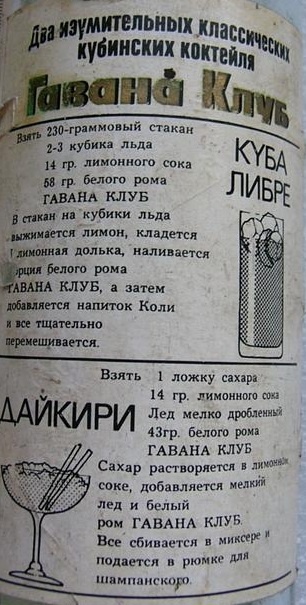 Два изумительных классических
кубинских коктейля
Гавана Клуб
Взять 230-граммовый стакан
2-3 кубика льда
14 гр. лимонного сока
58 гр. белого рома
ГАВАНА КЛУБ
КУБА
ЛИБРЕ
В стакан на кубики льда
выжимается лимон, кладется
лимонная долька, наливается
порция белого рома
ГАВАНА КЛУБ, а затем
добавляется напиток Коли
и все тщательно
перемешивается.
ДАЙКИРИ
Взять 1 ложку сахара
14 гр. лимонного сока
Лед мелко дробленный
43гр. белого рома
ГАВАНА КЛУБ
Сахар растворяется в лимонном
соке, добавляется мелкий
лед и белый
ром ГАВАНА КЛУБ.
Все сбивается в миксере и
подается в рюмке для
шампанского.